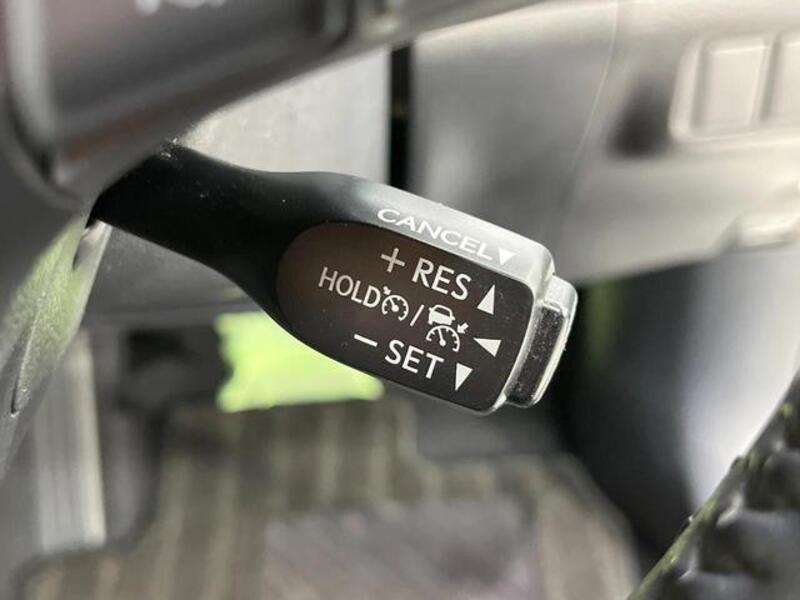 CANCEL▼
+ RES ▲
HOLD /
− SET ▼